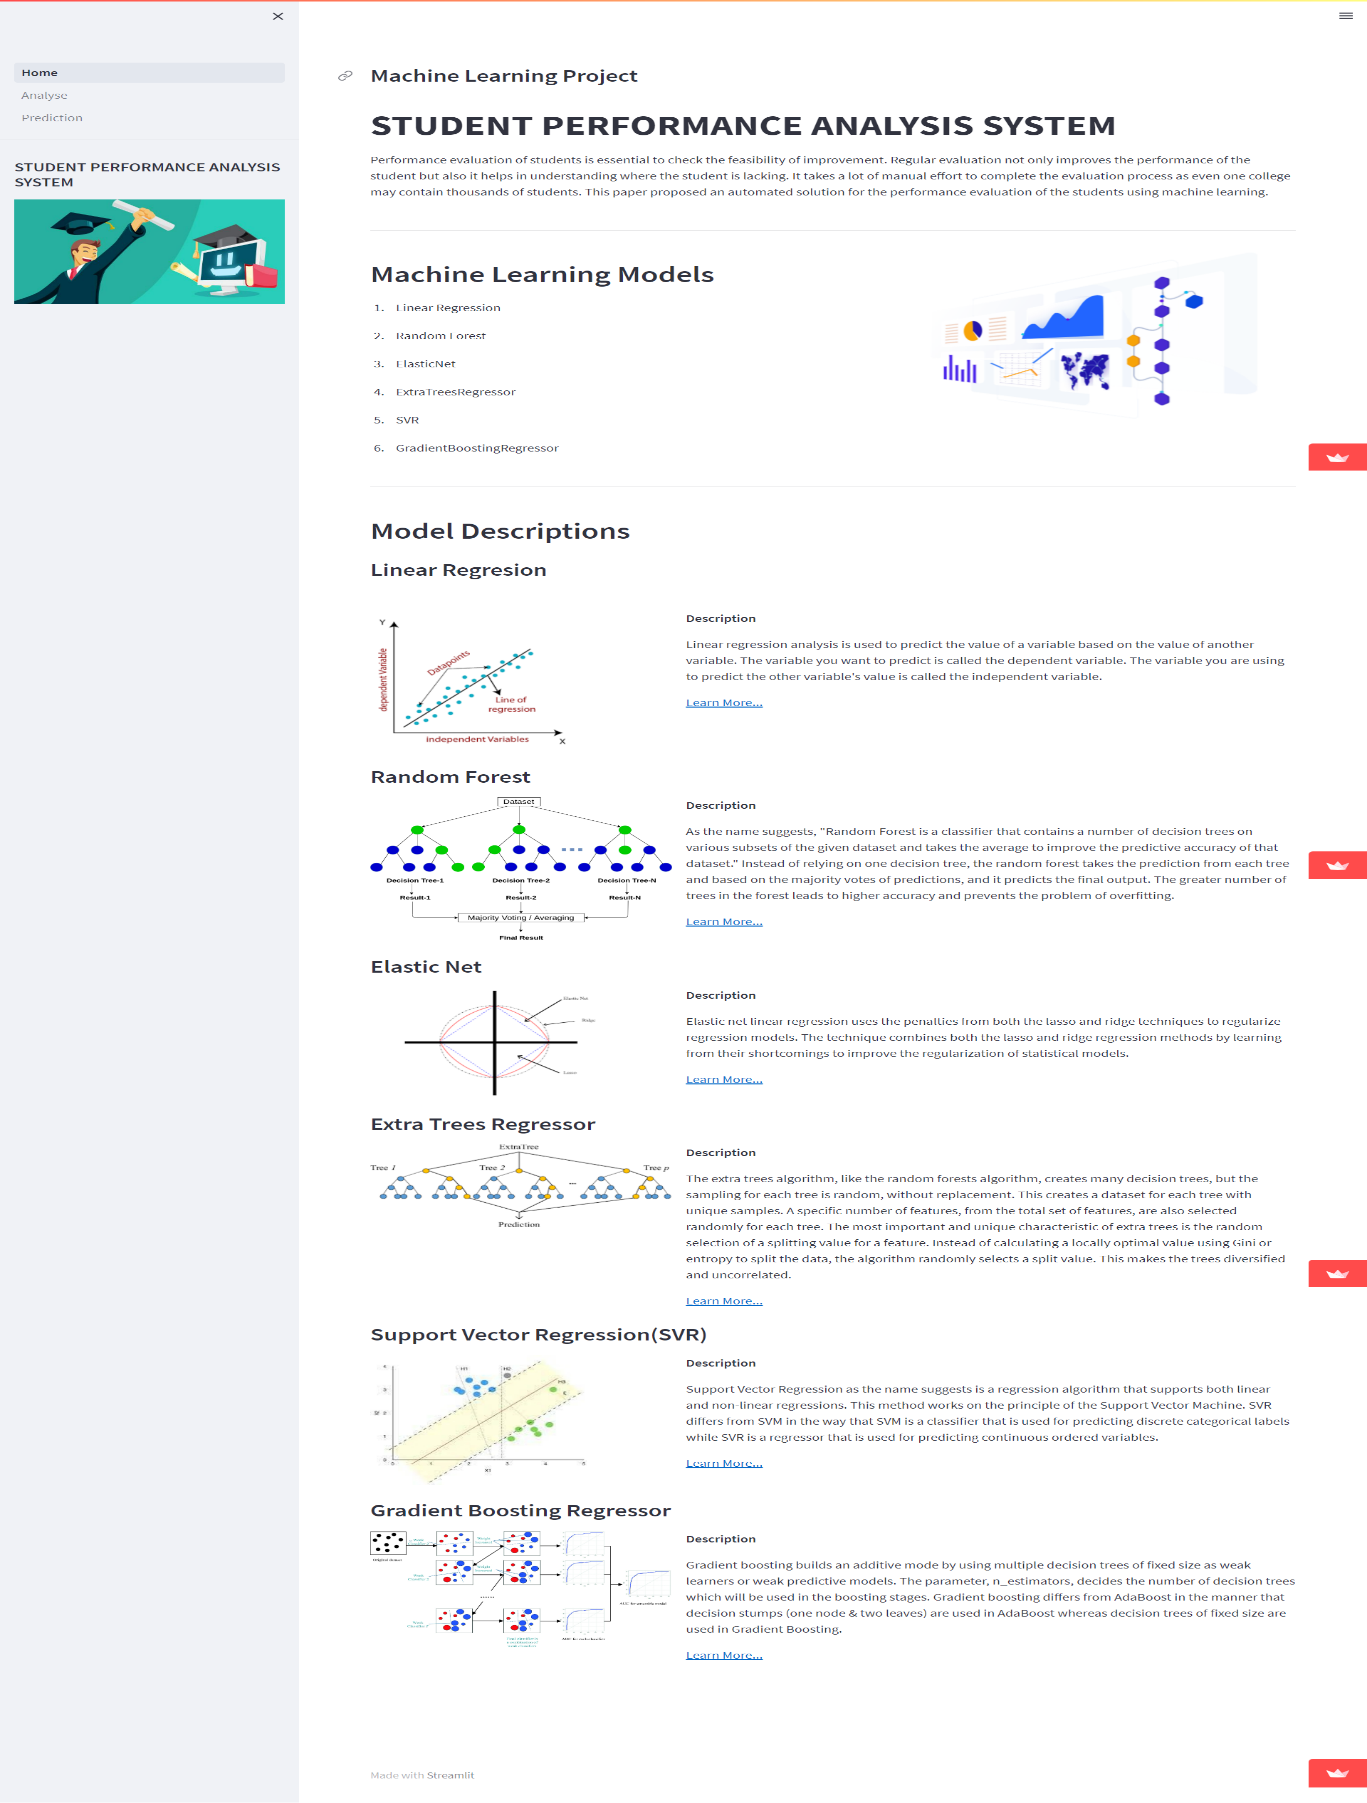 Home
Analyse
Prediction
STUDENT PERFORMANCE ANALYSIS
SYSTEM
Machine Learning Project
STUDENT PERFORMANCE ANALYSIS SYSTEM
Performance evaluation of students is essential to check the feasibility of improvement. Regular evaluation not only improves the performance of the
student but also it helps in understanding where the student is lacking. It takes a lot of manual effort to complete the evaluation process as even one college
may contain thousands of students. This paper proposed an automated solution for the performance evaluation of the students using machine learning.
Machine Learning Models
1. Linear Regression
2. Random Forest
3. ElasticNet
4. ExtraTreesRegressor
5. SVR
6. GradientBoostingRegressor
Model Descriptions
Linear Regresion
Y
dependent Variable
Datapoints
Line of
regression
independent Variables
X
Description
Linear regression analysis is used to predict the value of a variable based on the value of another
variable. The variable you want to predict is called the dependent variable. The variable you are using
to predict the other variable's value is called the independent variable.
Learn More...
Random Forest
Dataset
Decision Tree-1
Decision Tree-2
Decision Tree-N
Result-1
Result-2
Result-N
Majority Voting / Averaging
Final Result
Description
As the name suggests, "Random Forest is a classifier that contains a number of decision trees on
various subsets of the given dataset and takes the average to improve the predictive accuracy of that
dataset." Instead of relying on one decision tree, the random forest takes the prediction from each tree
and based on the majority votes of predictions, and it predicts the final output. The greater number of
trees in the forest leads to higher accuracy and prevents the problem of overfitting.
Learn More...
Elastic Net
Elastic Net
Ridge
Lasso
Description
Elastic net linear regression uses the penalties from both the lasso and ridge techniques to regularize
regression models. The technique combines both the lasso and ridge regression methods by learning
from their shortcomings to improve the regularization of statistical models.
Learn More...
Extra Trees Regressor
ExtraTree
Tree 1
Tree 2
Tree p
...
Prediction
Description
The extra trees algorithm, like the random forests algorithm, creates many decision trees, but the
sampling for each tree is random, without replacement. This creates a dataset for each tree with
unique samples. A specific number of features, from the total set of features, are also selected
randomly for each tree. The most important and unique characteristic of extra trees is the random
selection of a splitting value for a feature. Instead of calculating a locally optimal value using Gini or
entropy to split the data, the algorithm randomly selects a split value. This makes the trees diversified
and uncorrelated.
Learn More...
Support Vector Regression(SVR)
H1
H2
H3
4
3
2
1
0
0 1 2 3 4 5
X1
Description
Support Vector Regression as the name suggests is a regression algorithm that supports both linear
and non-linear regressions. This method works on the principle of the Support Vector Machine. SVR
differs from SVM in the way that SVM is a classifier that is used for predicting discrete categorical labels
while SVR is a regressor that is used for predicting continuous ordered variables.
Learn More...
Gradient Boosting Regressor
Description
Gradient boosting builds an additive mode by using multiple decision trees of fixed size as weak
learners or weak predictive models. The parameter, n_estimators, decides the number of decision trees
which will be used in the boosting stages. Gradient boosting differs from AdaBoost in the manner that
decision stumps (one node & two leaves) are used in AdaBoost whereas decision trees of fixed size are
used in Gradient Boosting.
Learn More...
Made with Streamlit